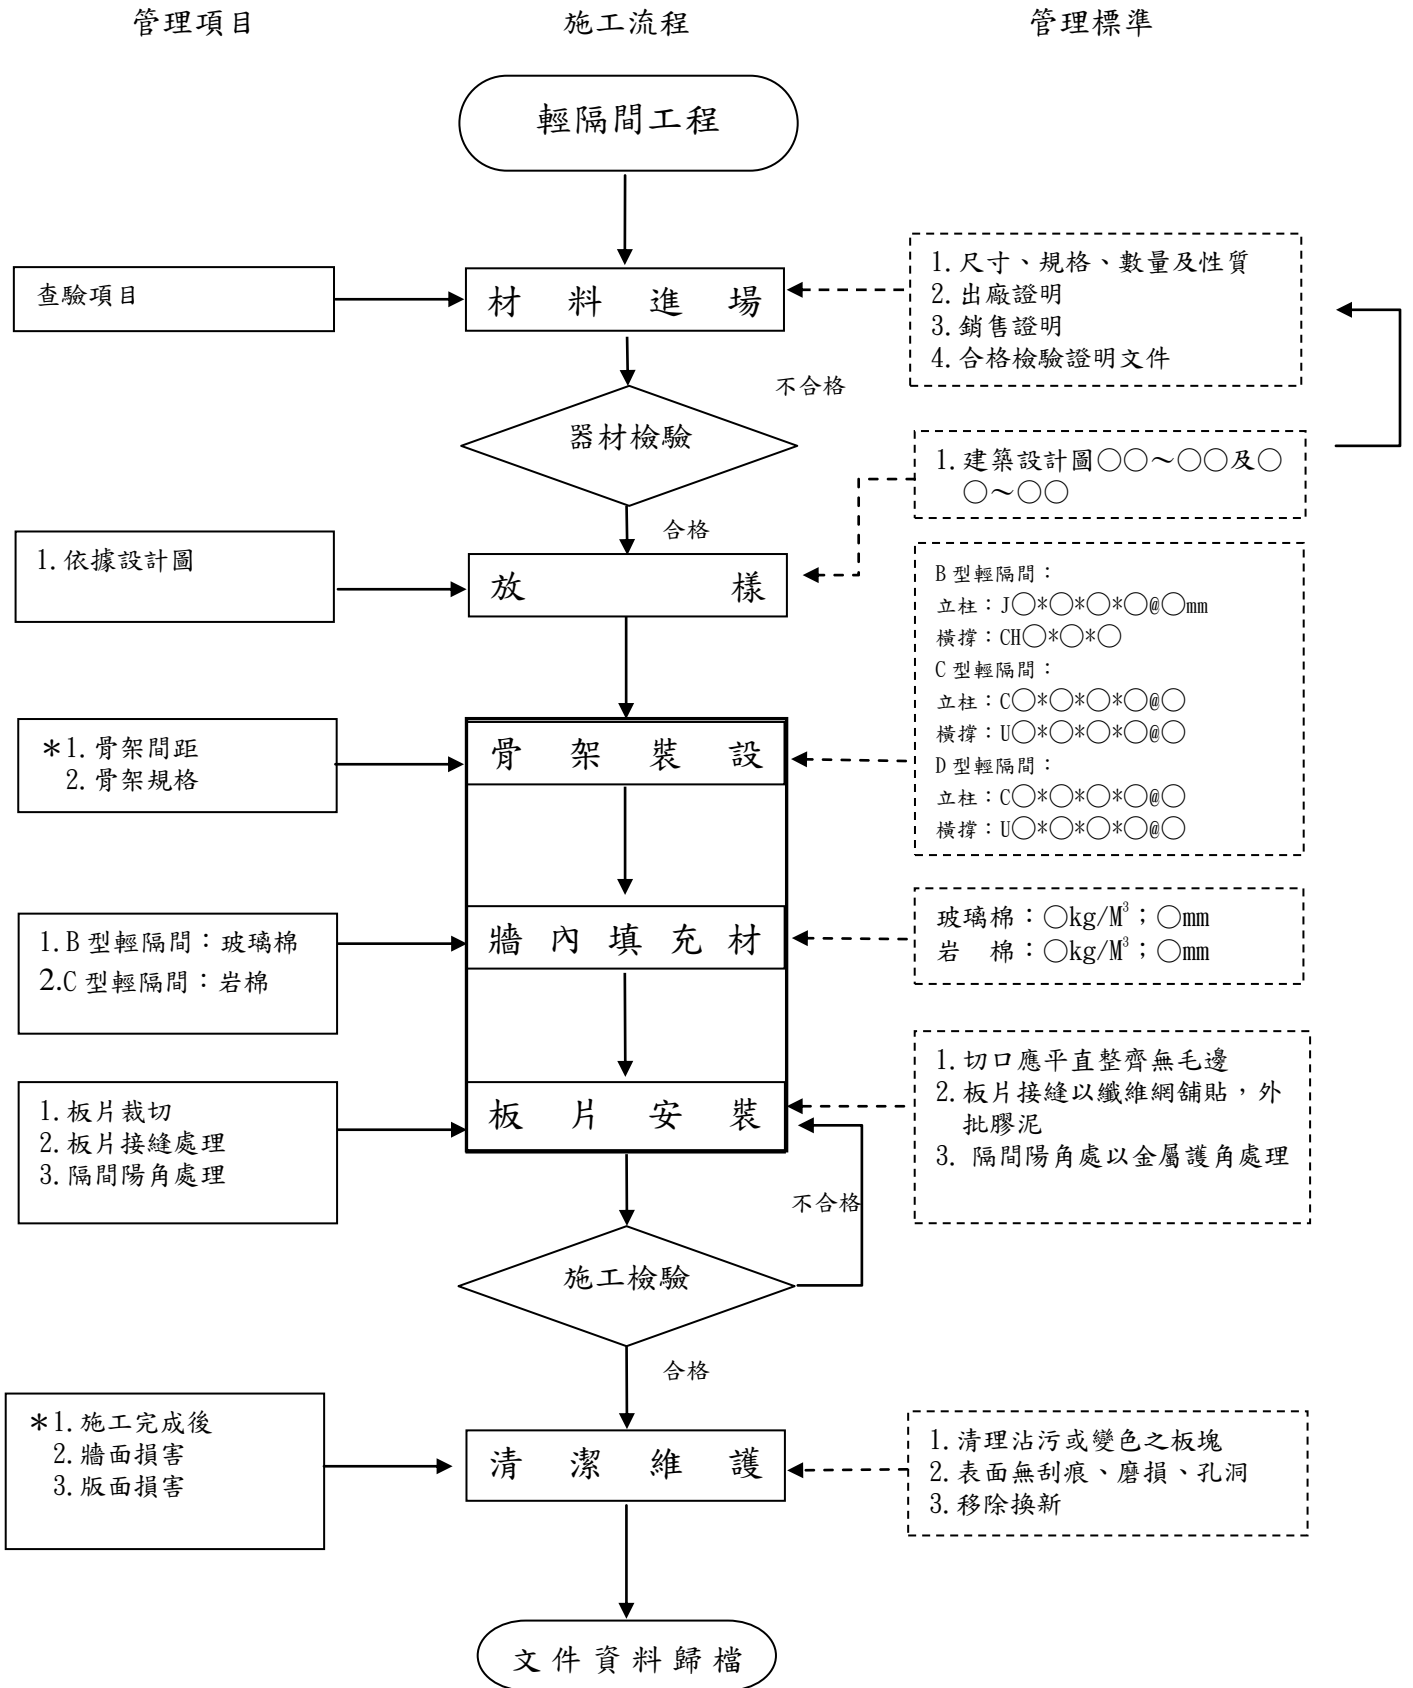 管理項目
施工流程
管理標準
輕隔間工程
查驗項目
材料進場
1.尺寸、規格、數量及性質
2.出廠證明
3.銷售證明
4.合格檢驗證明文件
不合格
器材檢驗
1.建築設計圖○○～○○及○
○～○○
合格
1.依據設計圖
放樣
B型輕隔間：
立柱：J○*○*○*○@○mm
橫撐：CH○*○*○
C型輕隔間：
立柱：C○*○*○*○@○
橫撐：U○*○*○*○@○
D型輕隔間：
立柱：C○*○*○*○@○
橫撐：U○*○*○*○@○
＊1.骨架間距
2.骨架規格
骨架裝設
1.B型輕隔間：玻璃棉
2.C型輕隔間：岩棉
牆內填充材
玻璃棉：○kg/M³；○mm
岩　棉：○kg/M³；○mm
1.板片裁切
2.板片接縫處理
3.隔間陽角處理
板片安裝
1.切口應平直整齊無毛邊
2.板片接縫以纖維網舖貼，外
批膠泥
3. 隔間陽角處以金屬護角處理
不合格
施工檢驗
合格
＊1.施工完成後
2.牆面損害
3.版面損害
清潔維護
1.清理沾污或變色之板塊
2.表面無刮痕、磨損、孔洞
3.移除換新
文件資料歸檔